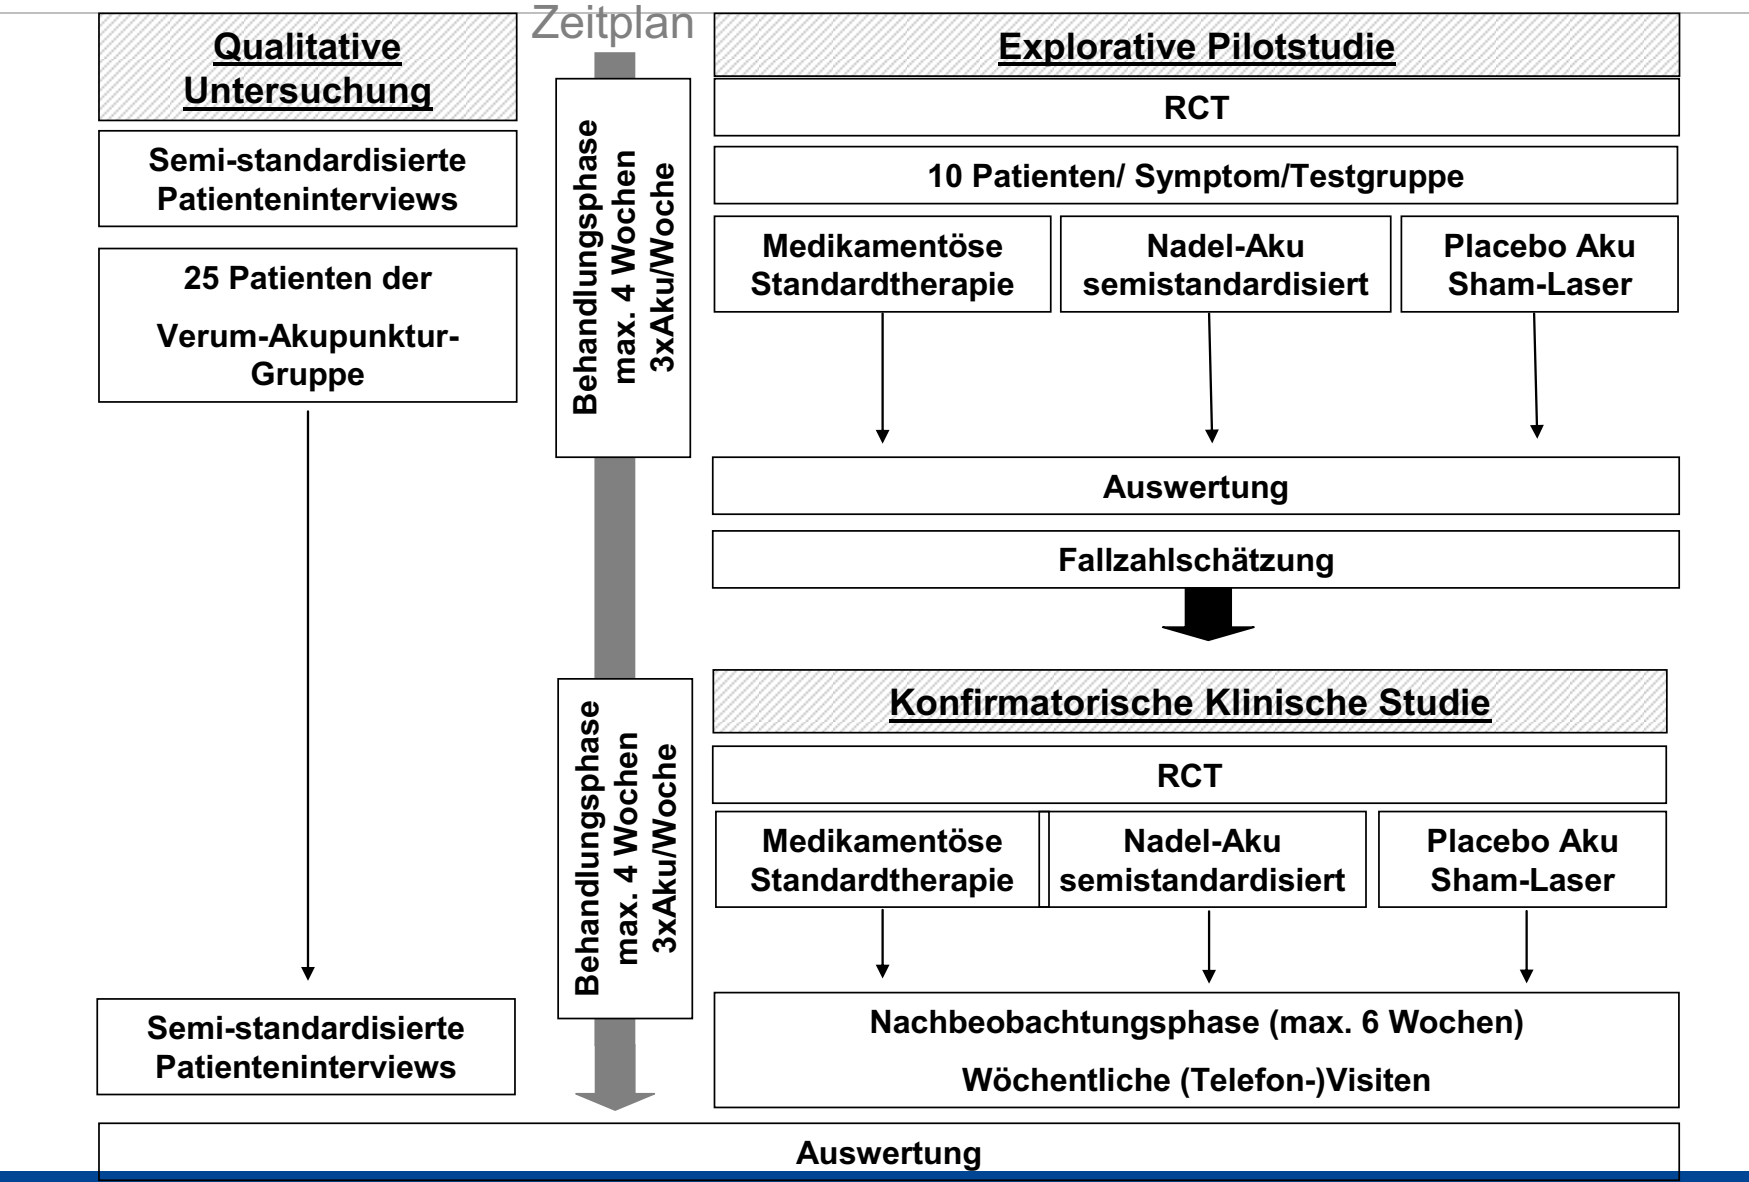 Zeitplan
Qualitative
Untersuchung
Semi-standardisierte
Patienteninterviews
25 Patienten der
Verum-Akupunktur-
Gruppe
Semi-standardisierte
Patienteninterviews
Behandlungsphase
max. 4 Wochen
3xAku/Woche
Behandlungsphase
max. 4 Wochen
3xAku/Woche
Explorative Pilotstudie
RCT
10 Patienten/ Symptom/Testgruppe
Medikamentöse
Standardtherapie
Nadel-Aku
semistandardisiert
Placebo Aku
Sham-Laser
Auswertung
Fallzahlschätzung
Konfirmatorische Klinische Studie
RCT
Medikamentöse
Standardtherapie
Nadel-Aku
semistandardisiert
Placebo Aku
Sham-Laser
Nachbeobachtungsphase (max. 6 Wochen)
Wöchentliche (Telefon-)Visiten
Auswertung